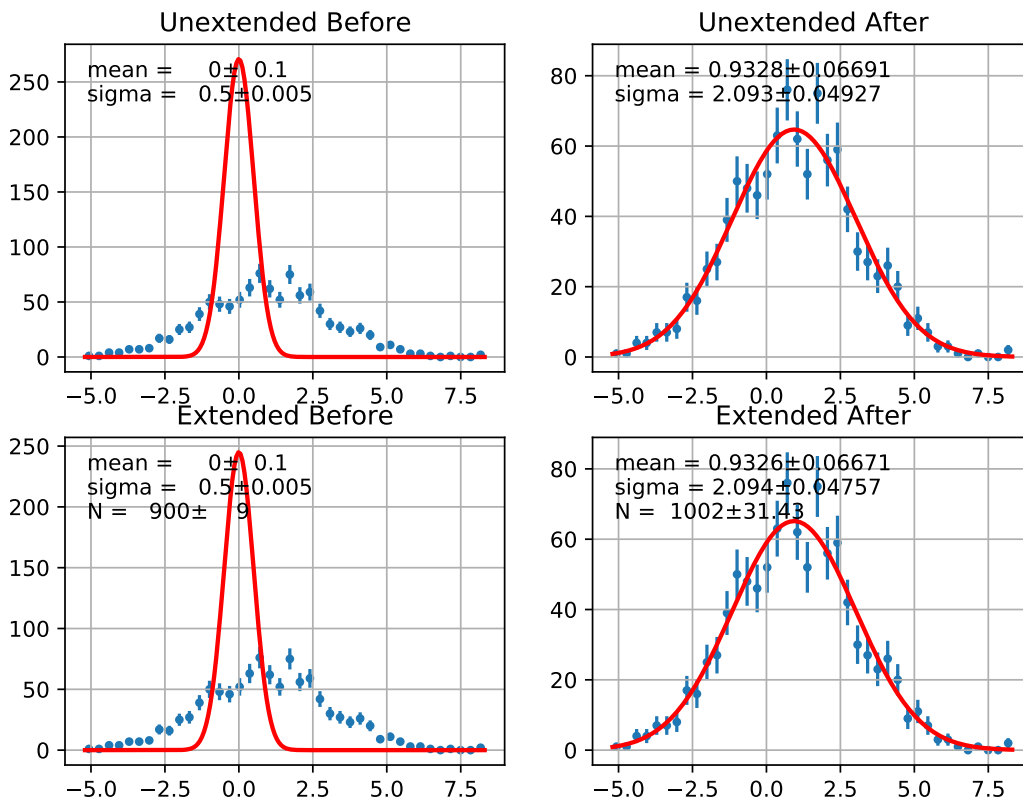 Unextended Before
mean = 0± 0.1
sigma = 0.5±0.005
250
200
150
100
50
0
−5.0 −2.5 0.0 2.5 5.0 7.5
Unextended After
mean = 0.9328±0.06691
sigma = 2.093±0.04927
80
60
40
20
0
−5.0 −2.5 0.0 2.5 5.0 7.5
Extended Before
mean = 0± 0.1
sigma = 0.5±0.005
N = 900± 9
250
200
150
100
50
0
−5.0 −2.5 0.0 2.5 5.0 7.5
Extended After
mean = 0.9326±0.06671
sigma = 2.094±0.04757
N = 1002±31.43
80
60
40
20
0
−5.0 −2.5 0.0 2.5 5.0 7.5